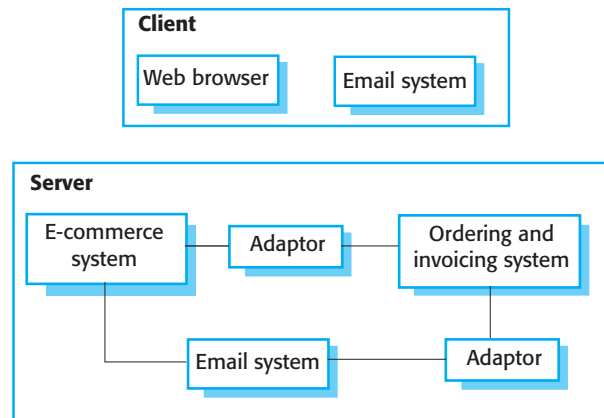 Client
Web browser
Email system
Server
E-commerce
system
Adaptor
Ordering and
invoicing system
Email system
Adaptor